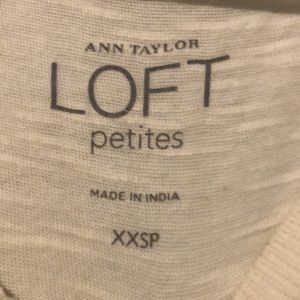 ANN TAYLOR
LOFT
petites
MADE IN INDIA
XXSP